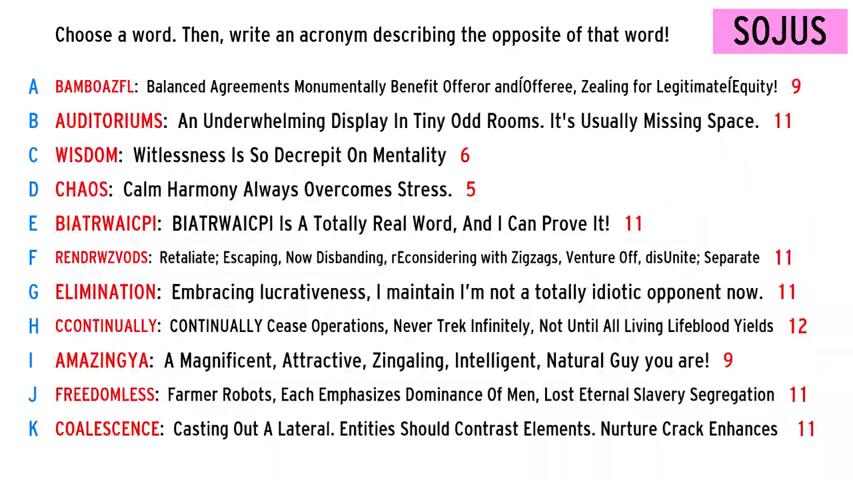 Choose a word. Then, write an acronym describing the opposite of that word! SOJUS
A BAMBOAZFL: Balanced Agreements Monumentally Benefit Offeror andÍOfferee, Zealing for LegitimateÍEquity! 9
B AUDITORIUMS: An Underwhelming Display In Tiny Odd Rooms. It's Usually Missing Space. 11
C WISDOM: Witlessness Is So Decrepit On Mentality 6
D CHAOS: Calm Harmony Always Overcomes Stress. 5
E BIATRWAICPI: BIATRWAICPI Is A Totally Real Word, And I Can Prove It! 11
F RENDRWZVODS: Retaliate; Escaping, Now Disbanding, rEconsidering with Zigzags, Venture Off, disUnite; Separate 11
G ELIMINATION: Embracing lucrativeness, I maintain I'm not a totally idiotic opponent now. 11
H CCONTINUALLY: CONTINUALLY Cease Operations, Never Trek Infinitely, Not Until All Living Lifeblood Yields 12
I AMAZINGYA: A Magnificent, Attractive, Zingaling, Intelligent, Natural Guy you are! 9
J FREEDOMLESS: Farmer Robots, Each Emphasizes Dominance Of Men, Lost Eternal Slavery Segregation 11
K COALESCENCE: Casting Out A Lateral. Entities Should Contrast Elements. Nurture Crack Enhances 11